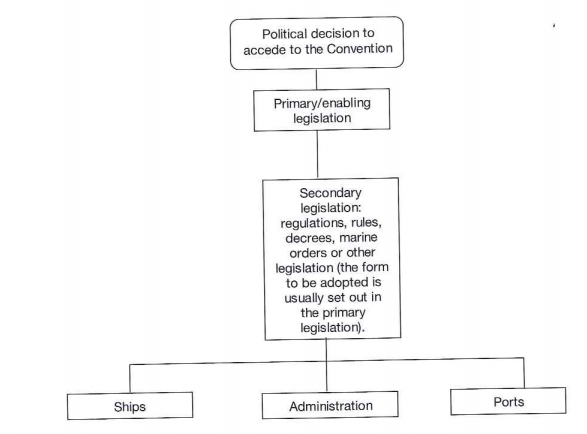 Political decision to
accede to the Convention
Primary/enabling
legislation
Secondary
legislation:
regulations, rules,
decrees, marine
orders or other
legislation (the form
to be adopted is
usually set out in
the primary
legislation).
Ships
Administration
Ports